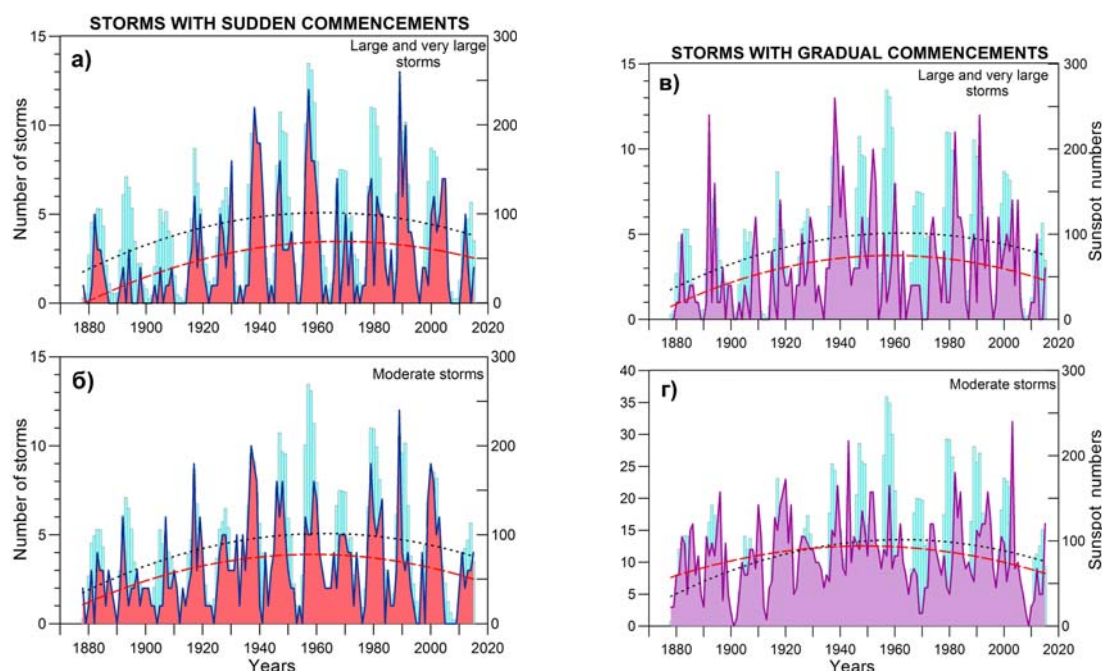 STORMS WITH SUDDEN COMMENCEMENTS
а)
Large and very large
storms
Number of storms
15
10
5
0
300
200
100
0
1880 1900 1920 1940 1960 1980 2000 2020
б)
Moderate storms
Number of storms
15
10
5
0
300
200
100
0
1880 1900 1920 1940 1960 1980 2000 2020
Years
STORMS WITH GRADUAL COMMENCEMENTS
в)
Large and very large
storms
15
10
5
0
300
200
100
0
Sunspot numbers
1880 1900 1920 1940 1960 1980 2000 2020
г)
Moderate storms
40
35
30
25
20
15
10
5
0
300
200
100
0
Sunspot numbers
1880 1900 1920 1940 1960 1980 2000 2020
Years